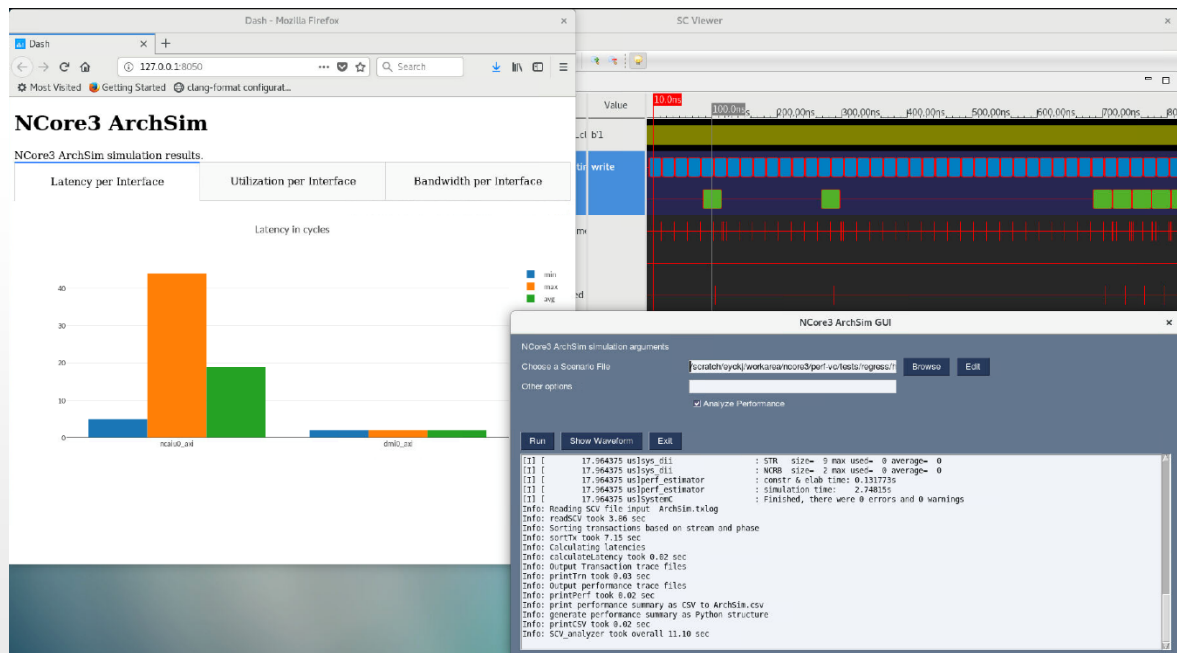 Dash - Mozilla Firefox
Dash
127.0.0.1:8050
Search
Most Visited Getting Started clang-format configurat...
NCore3 ArchSim
NCore3 ArchSim simulation results.
Latency per Interface
Utilization per Interface
Bandwidth per Interface
Latency in cycles
min
max
avg
40
30
20
10
0
ncaiu0_axi
dmi0_axi
SC Viewer
Value
10.0ns
100.0ns
200,00ns
300,00ns
400,00ns
500,00ns
600,00ns
700,00ns
b'1
write
NCore3 ArchSim GUI
NCore3 ArchSim simulation arguments
Choose a Scenario File
Browse
Edit
Other options
Analyze Performance
Run
Show Waveform
Exit
[I] [ 17.964375 us]sys_dii : STR size= 9 max used= 0 average= 0
[I] [ 17.964375 us]sys_dii : NCRB size= 2 max used= 0 average= 0
[I] [ 17.964375 us]perf_estimator : constr & elab time: 0.131773s
[I] [ 17.964375 us]perf_estimator : simulation time: 2.74815s
[I] [ 17.964375 us]SystemC : Finished, there were 0 errors and 0 warnings
Info: Reading SCV file input ArchSim.txlog
Info: readSCV took 3.86 sec
Info: Sorting transactions based on stream and phase
Info: sortTx took 7.15 sec
Info: Calculating latencies
Info: calculateLatency took 0.02 sec
Info: Output Transaction trace files
Info: printTrn took 0.03 sec
Info: Output performance trace files
Info: printPerf took 0.02 sec
Info: print performance summary as CSV to ArchSim.csv
Info: generate performance summary as Python structure
Info: printCSV took 0.02 sec
Info: SCV_analyzer took overall 11.10 sec